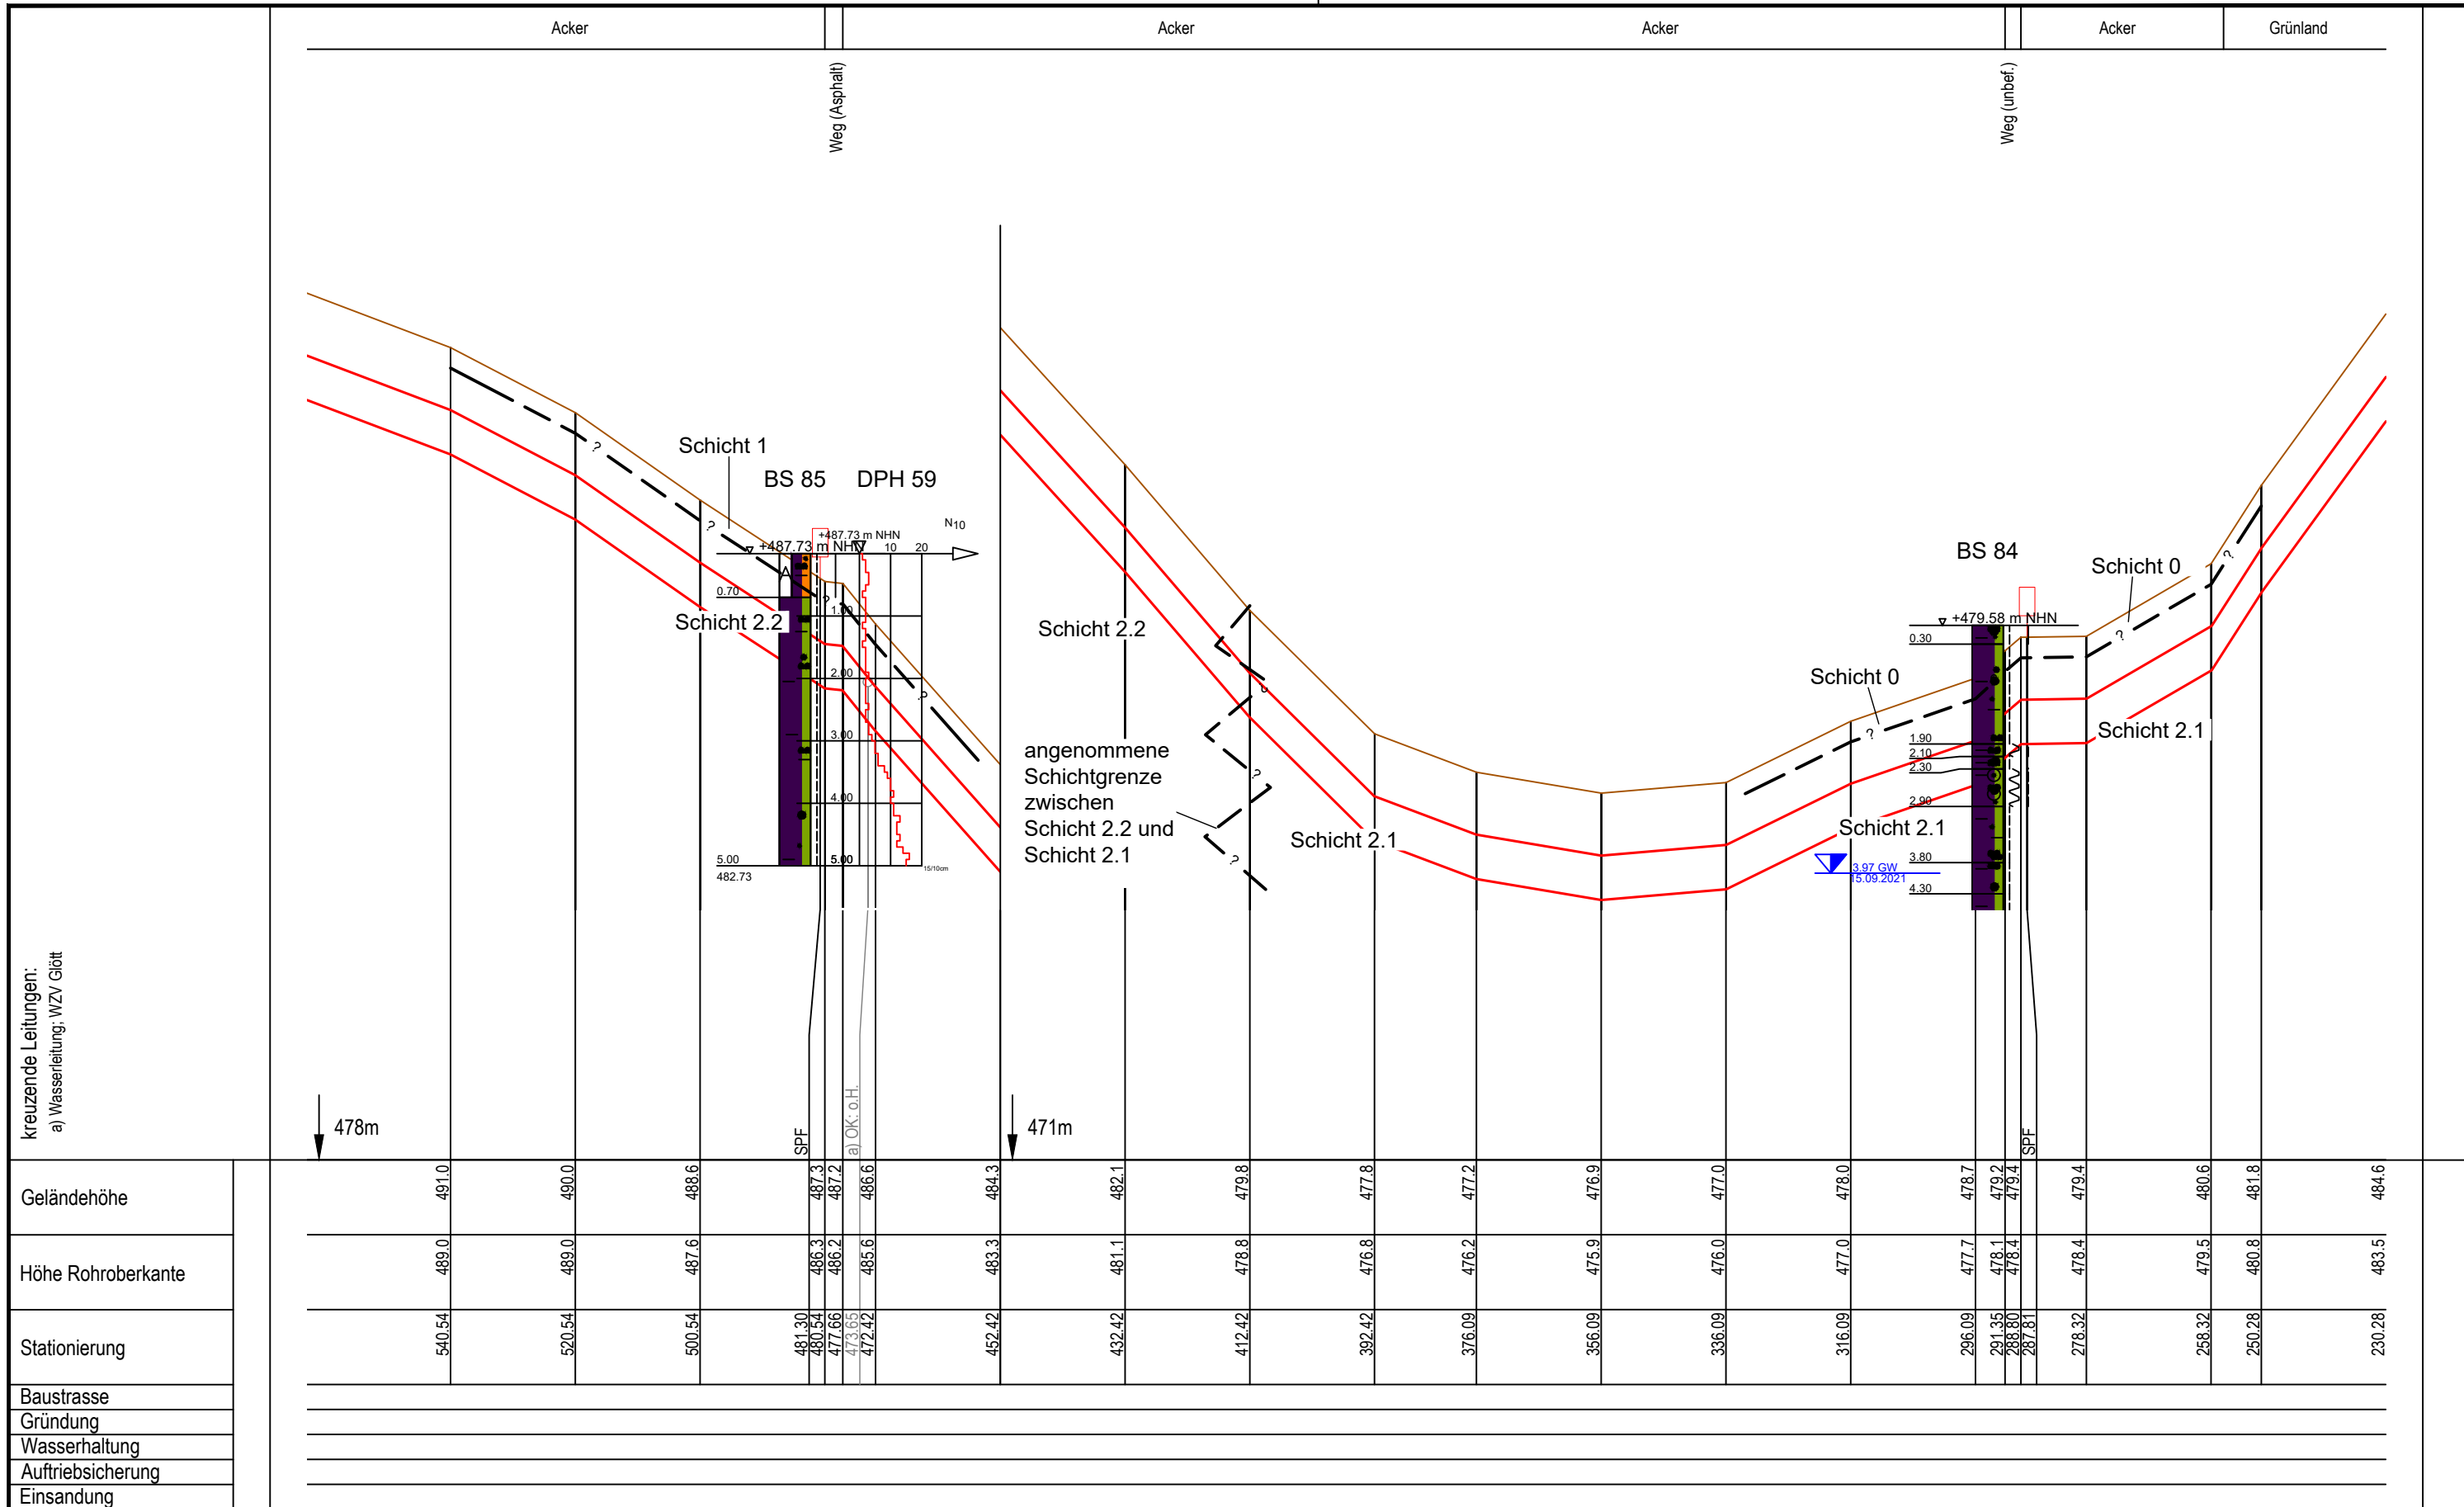 Acker
Acker
Acker
Acker
Grünland
Weg (Asphalt)
Weg (unbef.)
Schicht 1
BS 85
DPH 59
+487.73 m NHN
+487.73 m NHN
N10
10
20
A
0.70
Schicht 2.2
1.00
2.00
3.00
4.00
5.00
5.00
482.73
15/10cm
?
?
?
?
?
Schicht 2.2
angenommene
Schichtgrenze
zwischen
Schicht 2.2 und
Schicht 2.1
?
?
?
Schicht 2.1
BS 84
+479.58 m NHN
0.30
1.90
2.10
2.30
2.90
3.80
4.30
Schicht 0
?
Schicht 2.1
3.97 GW
15.09.2021
Schicht 0
?
?
Schicht 2.1
kreuzende Leitungen:
a) Wasserleitung; WZV Glött
478m
471m
SPF
a) OK: o.H.
SPF
Geländehöhe
491.0
490.0
488.6
487.3
487.2
486.6
484.3
482.1
479.8
477.8
477.2
476.9
477.0
478.0
478.7
479.2
479.4
479.4
480.6
481.8
484.6
Höhe Rohroberkante
489.0
489.0
487.6
486.3
486.2
485.6
483.3
481.1
478.8
476.8
476.2
475.9
476.0
477.0
477.7
478.1
478.4
478.4
479.5
480.8
483.5
Stationierung
540.54
520.54
500.54
481.30
480.54
477.66
473.65
472.42
452.42
432.42
412.42
392.42
376.09
356.09
336.09
316.09
296.09
291.35
288.80
287.81
278.32
258.32
250.28
230.28
Baustrasse
Gründung
Wasserhaltung
Auftriebsicherung
Einsandung